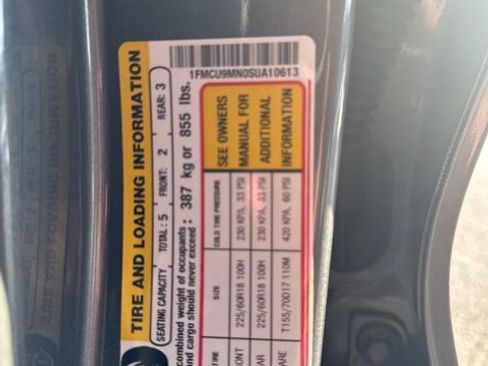 1FMCU9MN0SUA10613
TIRE AND LOADING INFORMATION
SEATING CAPACITY TOTAL: 5 FRONT: 2 REAR: 3
combined weight of occupants
and cargo should never exceed: 387 kg or 855 lbs.
SIZE COLD TIRE PRESSURE
225/60R18 100H 230 KPA, 33 PSI
225/60R18 100H 230 KPA, 33 PSI
T155/70D17 110M 420 KPA, 60 PSI
SEE OWNERS
MANUAL FOR
ADDITIONAL
INFORMATION